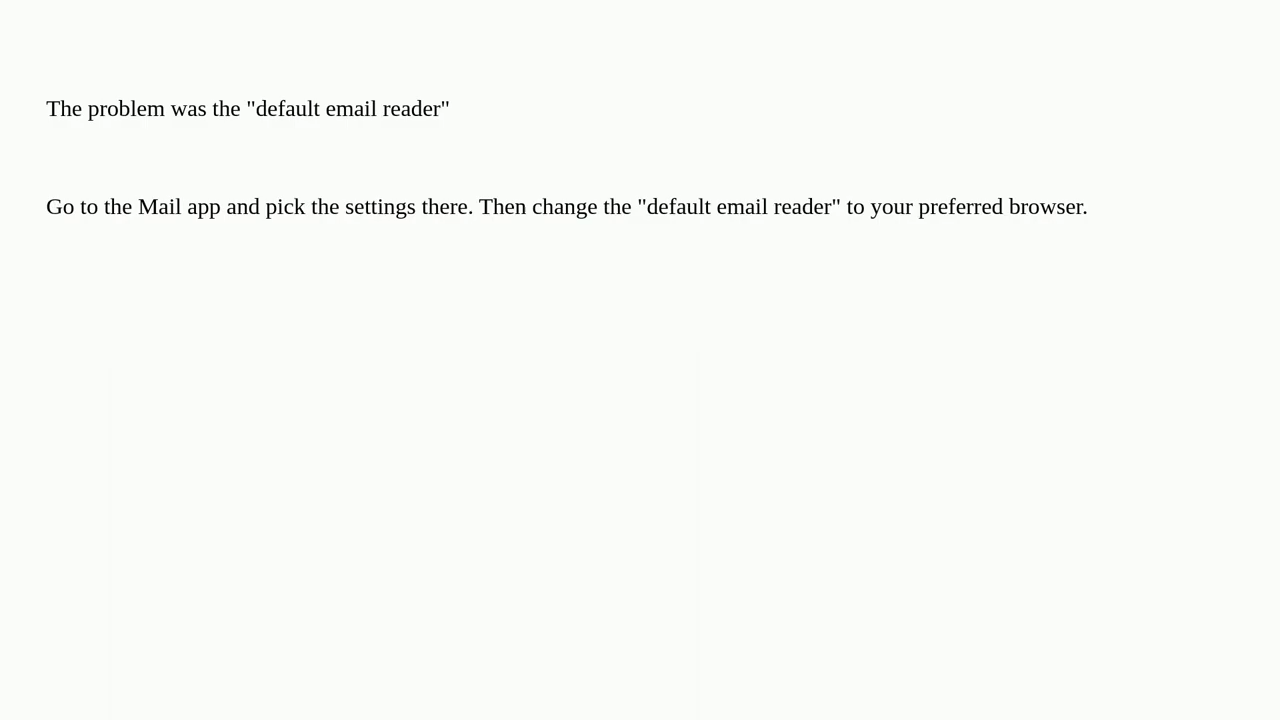 The problem was the "default email reader"
Go to the Mail app and pick the settings there. Then change the "default email reader" to your preferred browser.